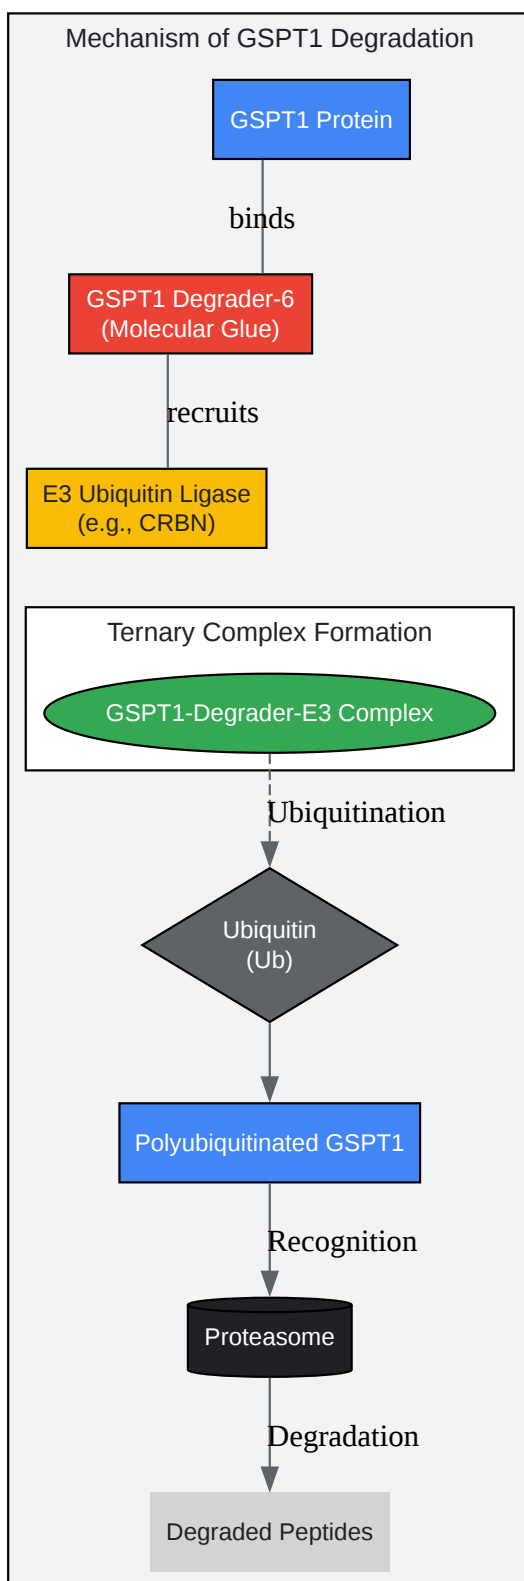 Mechanism of GSPT1 Degradation
GSPT1 Protein
binds
GSPT1 Degrader-6
(Molecular Glue)
recruits
E3 Ubiquitin Ligase
(e.g., CRBN)
Ternary Complex Formation
GSPT1-Degrader-E3 Complex
Ubiquitination
Ubiquitin
(Ub)
Polyubiquitinated GSPT1
Recognition
Proteasome
Degradation
Degraded Peptides